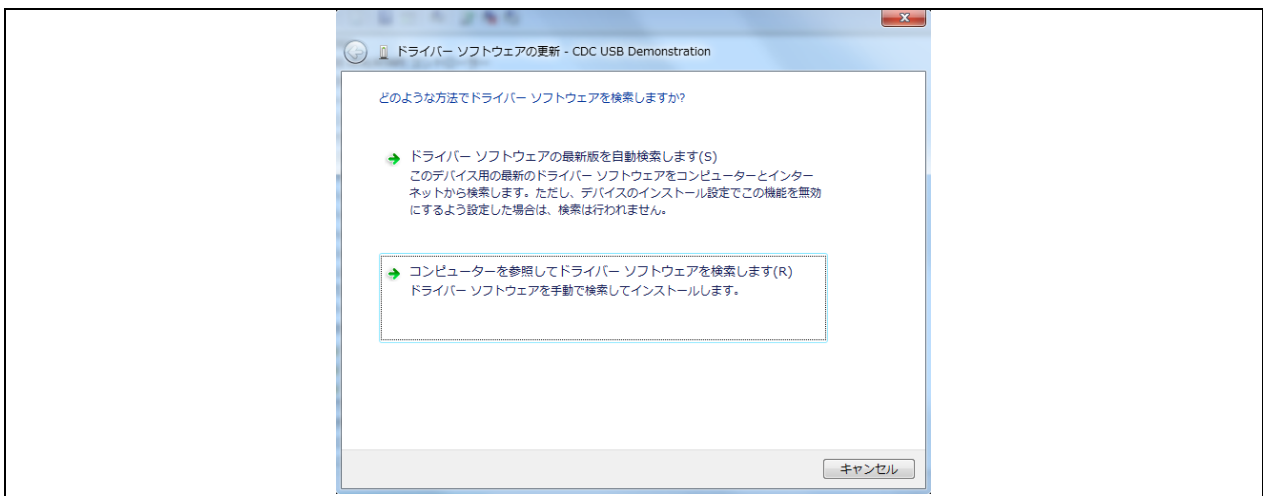 ドライバー ソフトウェアの更新 - CDC USB Demonstration
どのような方法でドライバー ソフトウェアを検索しますか?
ドライバー ソフトウェアの最新版を自動検索します(S)
このデバイス用の最新のドライバー ソフトウェアをコンピューターとインター
ネットから検索します。ただし、デバイスのインストール設定でこの機能を無効
にするよう設定した場合は、検索は行われません。
コンピューターを参照してドライバー ソフトウェアを検索します(R)
ドライバー ソフトウェアを手動で検索してインストールします。
キャンセル